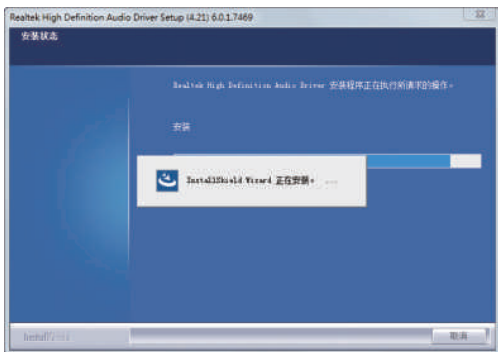 Realtek High Definition Audio Driver Setup (4.21) 6.0.1.7469
安装状态
Realtek High Definition Audio Driver 安装程序正在执行所请求的操作。
安装
InstallShield Wizard 正在安装。 ...
InstallShield
取消